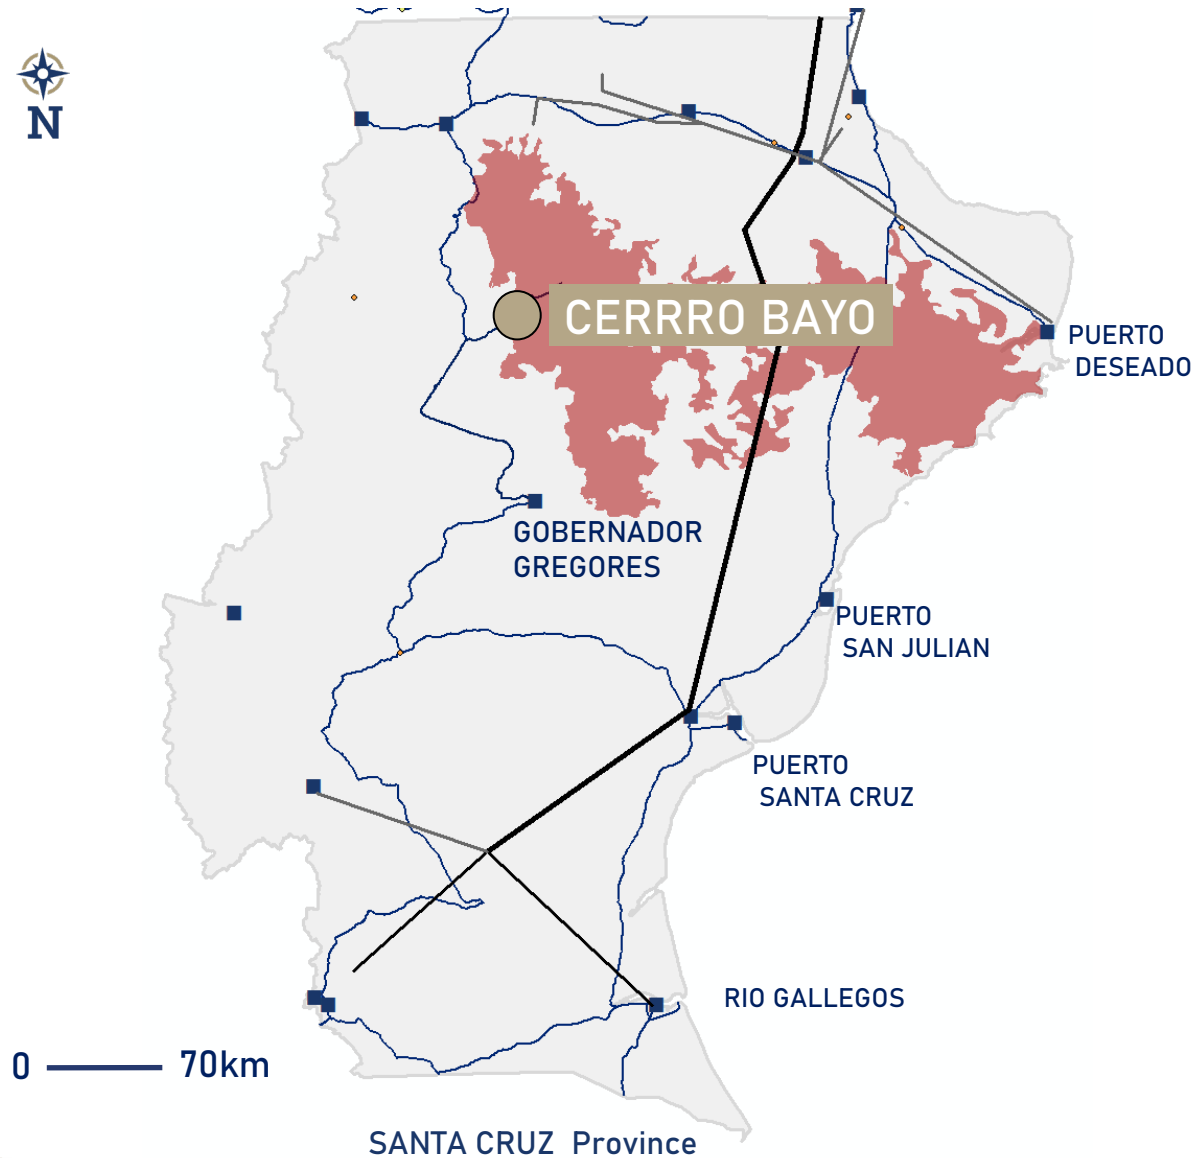 N
CERRRO BAYO
PUERTO
DESEADO
GOBERNADOR
GREGORES
PUERTO
SAN JULIAN
PUERTO
SANTA CRUZ
RIO GALLEGOS
0 70km
SANTA CRUZ Province